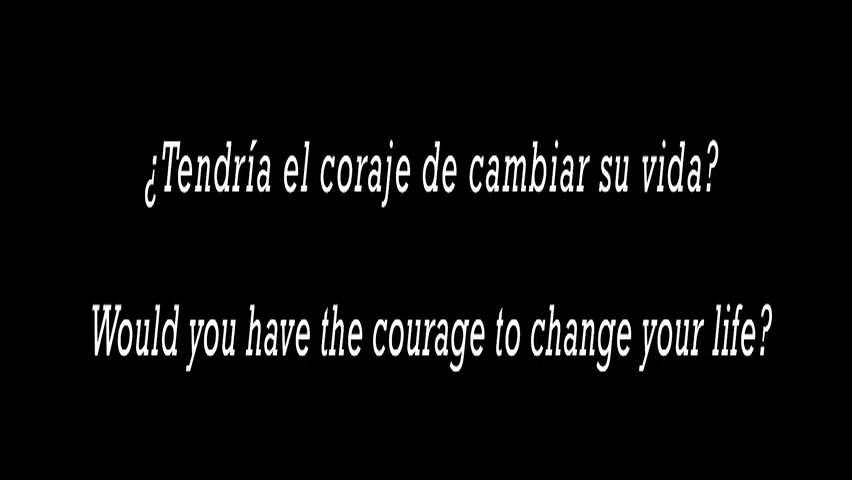 ¿Tendría el coraje de cambiar su vida?
Would you have the courage to change your life?